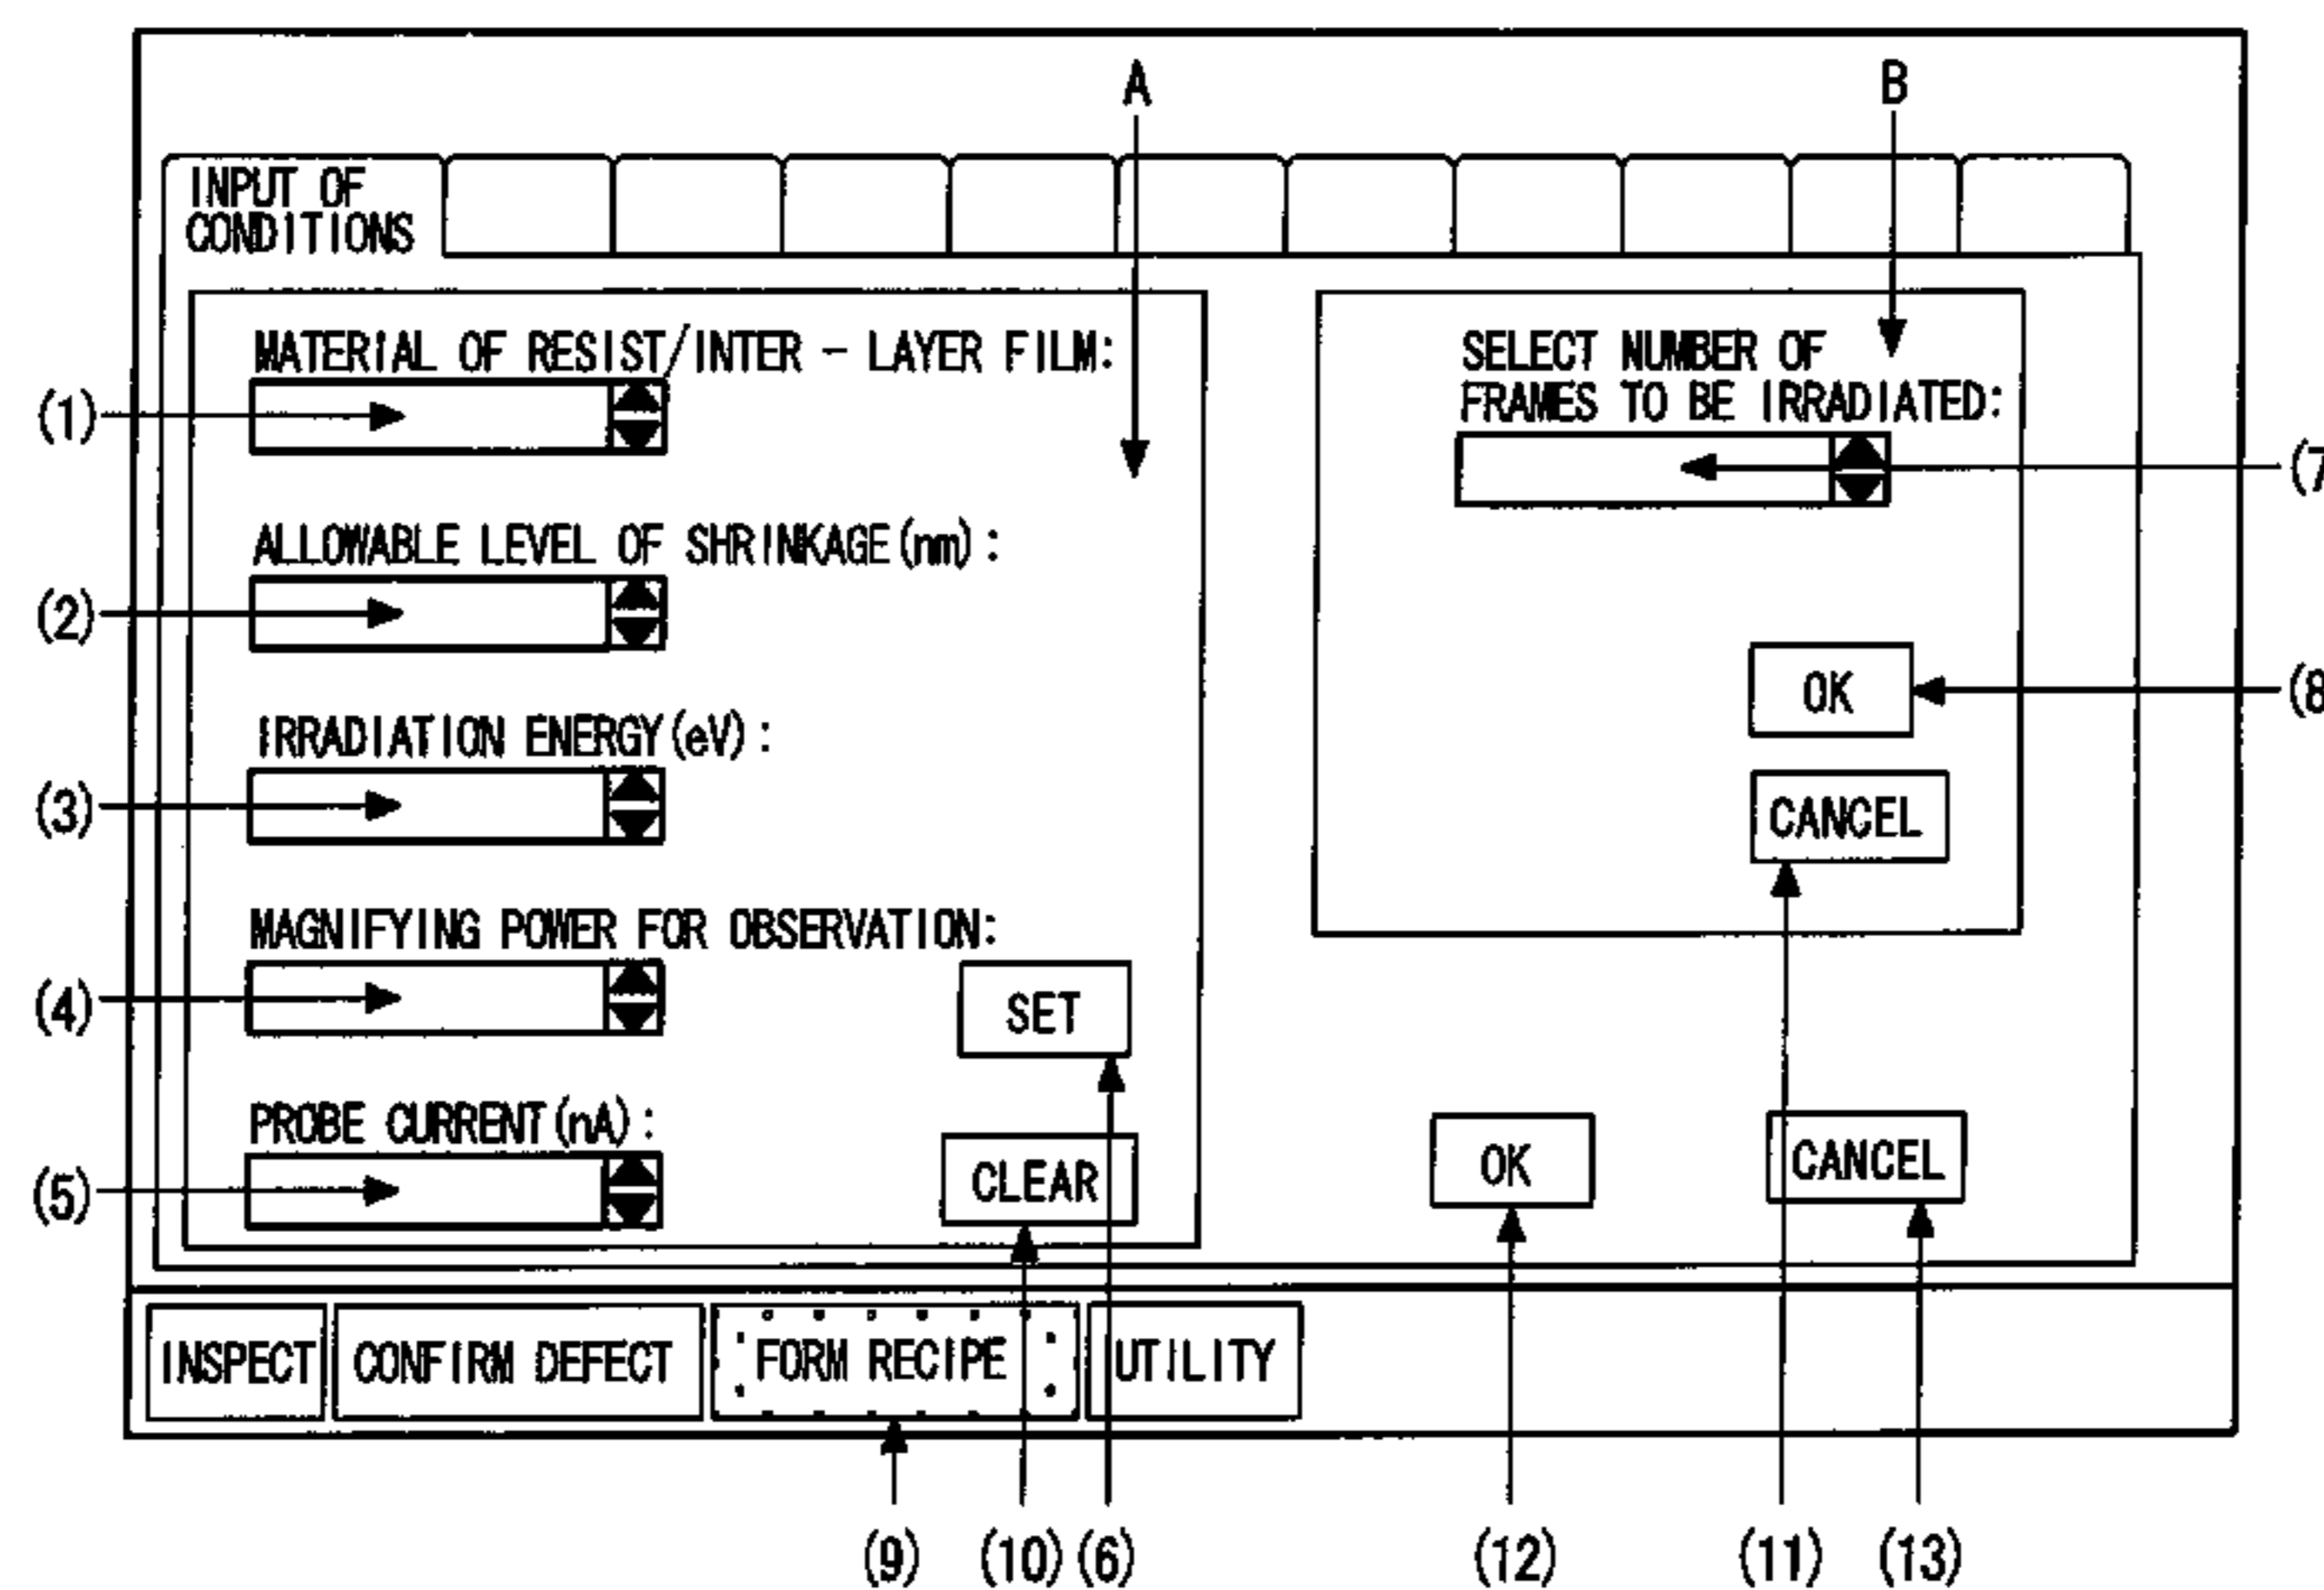 A
B
INPUT OF
CONDITIONS
MATERIAL OF RESIST/INTER - LAYER FILM:
(1)
ALLOWABLE LEVEL OF SHRINKAGE(nm):
(2)
IRRADIATION ENERGY(eV):
(3)
MAGNIFYING POWER FOR OBSERVATION:
(4)
SET
PROBE CURRENT(nA):
(5)
CLEAR
SELECT NUMBER OF
FRAMES TO BE IRRADIATED:
(7
OK
(8
CANCEL
OK
CANCEL
INSPECT
CONFIRM DEFECT
FORM RECIPE
UTILITY
(9)
(10)
(6)
(12)
(11)
(13)